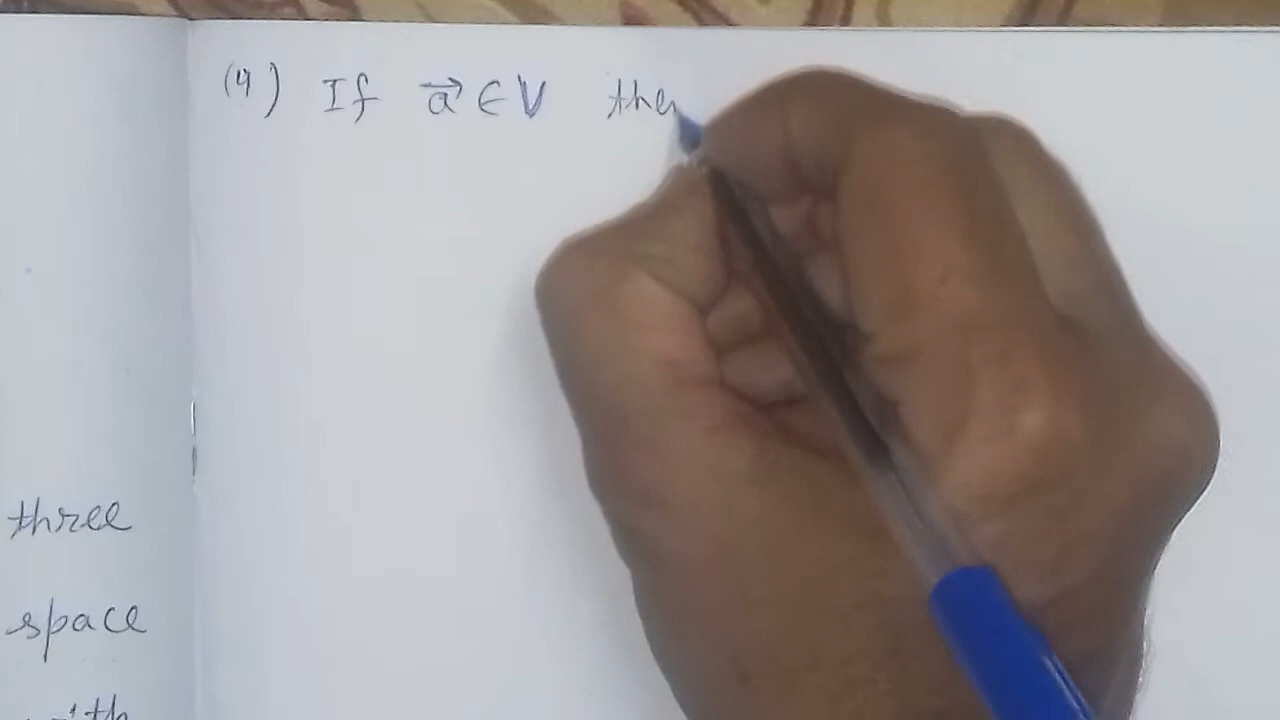 (4) If a⃗ ∈ V the
three
space